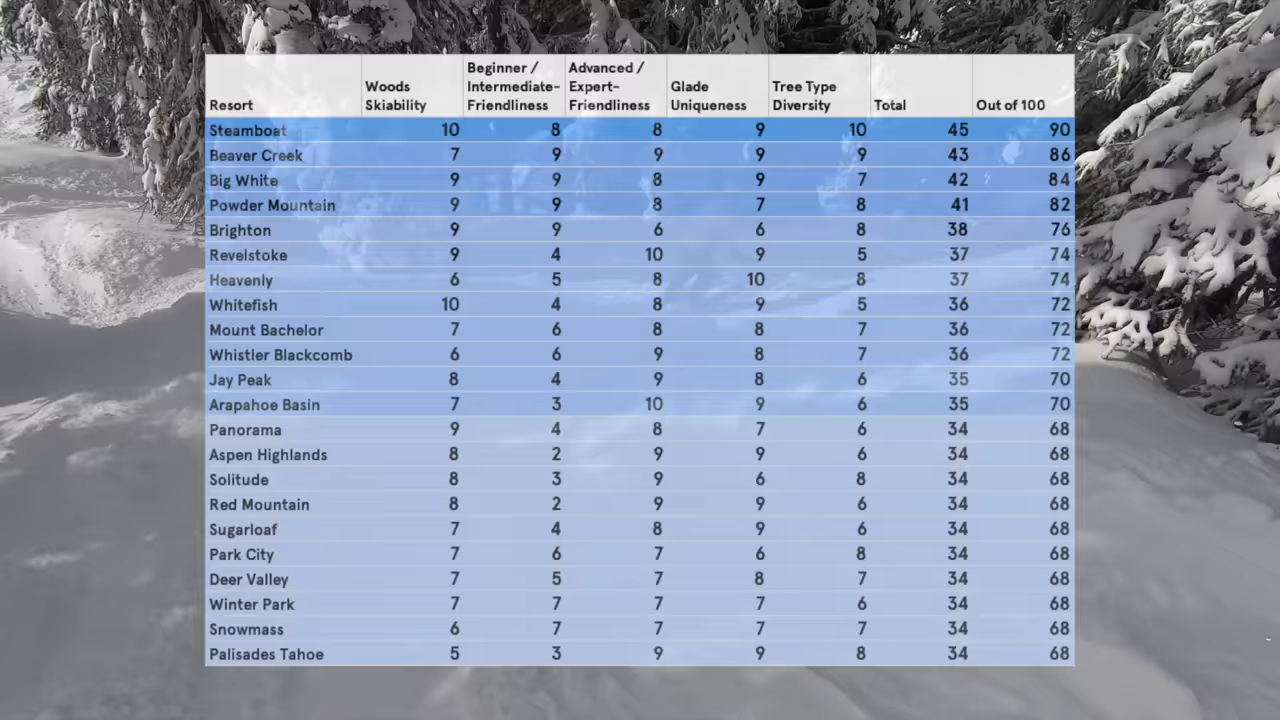 Resort Woods Skiability Beginner / Intermediate-Friendliness Advanced / Expert-Friendliness Glade Uniqueness Tree Type Diversity Total Out of 100
Steamboat 10 8 8 9 10 45 90
Beaver Creek 7 9 9 9 9 43 86
Big White 9 9 8 9 7 42 84
Powder Mountain 9 9 8 7 8 41 82
Brighton 9 9 6 6 8 38 76
Revelstoke 9 4 10 9 5 37 74
Heavenly 6 5 8 10 8 37 74
Whitefish 10 4 8 9 5 36 72
Mount Bachelor 7 6 8 8 7 36 72
Whistler Blackcomb 6 6 9 8 7 36 72
Jay Peak 8 4 9 8 6 35 70
Arapahoe Basin 7 3 10 9 6 35 70
Panorama 9 4 8 7 6 34 68
Aspen Highlands 8 2 9 9 6 34 68
Solitude 8 3 9 6 8 34 68
Red Mountain 8 2 9 9 6 34 68
Sugarloaf 7 4 8 9 6 34 68
Park City 7 6 7 6 8 34 68
Deer Valley 7 5 7 8 7 34 68
Winter Park 7 7 7 7 6 34 68
Snowmass 6 7 7 7 7 34 68
Palisades Tahoe 5 3 9 9 8 34 68